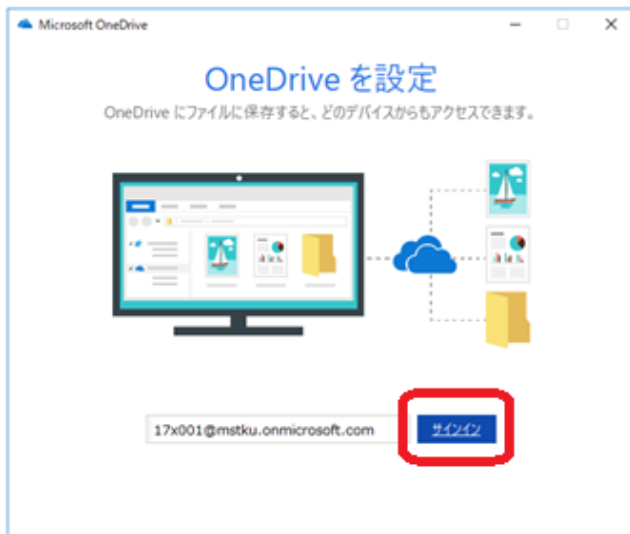 Microsoft OneDrive
OneDrive を設定
OneDrive にファイルに保存すると、どのデバイスからもアクセスできます。
17x001@mstku.onmicrosoft.com
サインイン